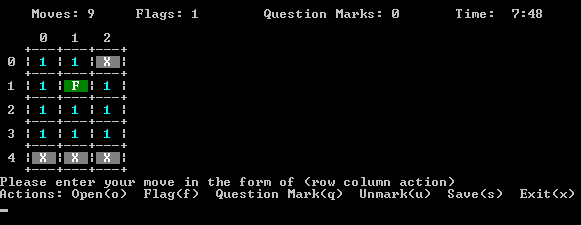 Moves: 9 Flags: 1 Question Marks: 0 Time: 7:48
0 1 2
0 ¦ 1 ¦ 1 ¦ X ¦
1 ¦ 1 ¦ F ¦ 1 ¦
2 ¦ 1 ¦ 1 ¦ 1 ¦
3 ¦ 1 ¦ 1 ¦ 1 ¦
4 ¦ X ¦ X ¦ X ¦
Please enter your move in the form of (row column action)
Actions: Open(o) Flag(f) Question Mark(q) Unmark(u) Save(s) Exit(x)